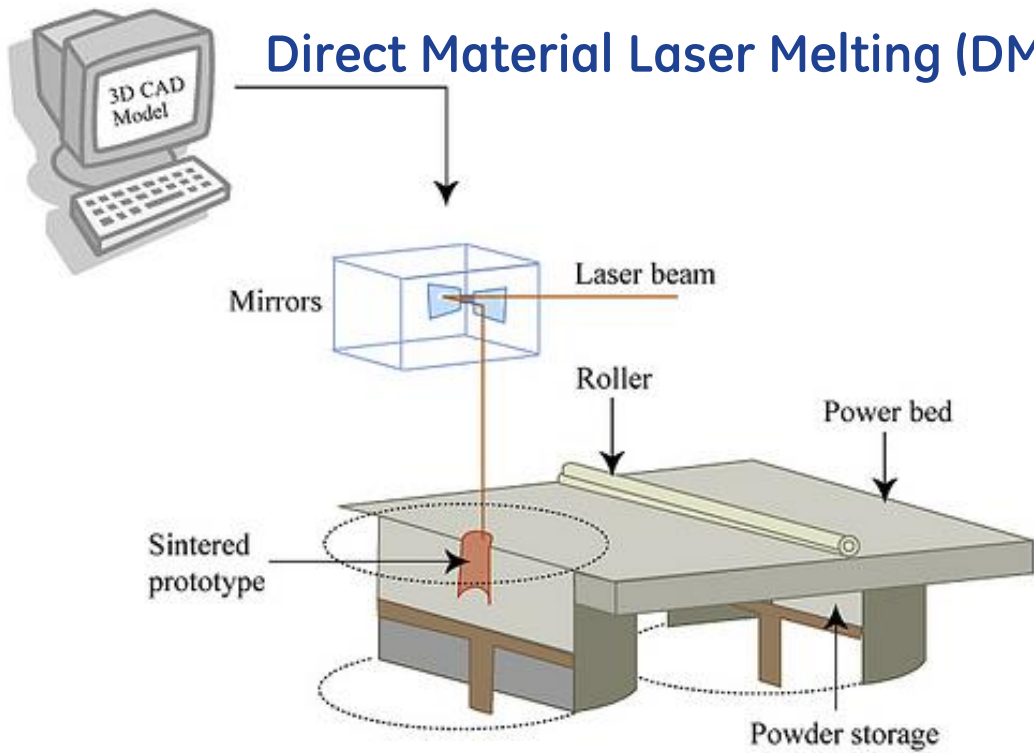 Direct Material Laser Melting (DM
3D CAD
Model
Mirrors
Laser beam
Roller
Power bed
Sintered
prototype
Powder storage